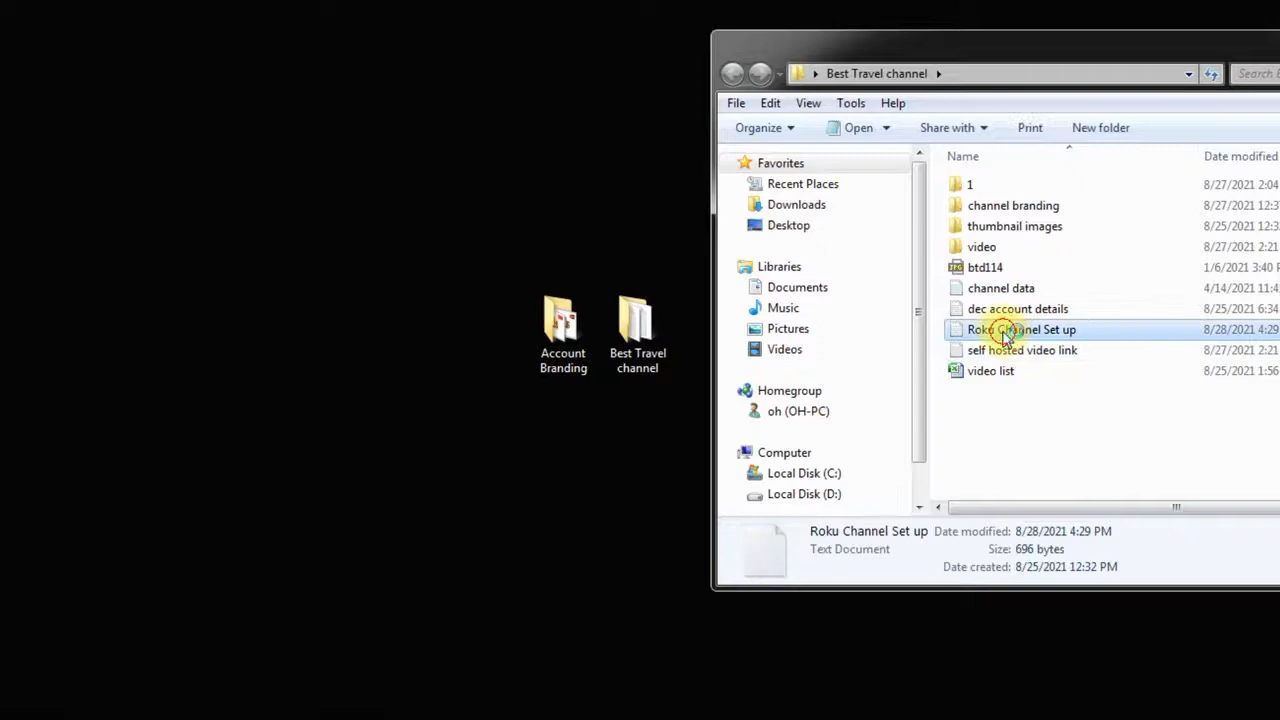 Best Travel channel
Search
File Edit View Tools Help
Organize Open Share with Print New folder
Favorites
Recent Places
Downloads
Desktop
Libraries
Documents
Music
Pictures
Videos
Homegroup
oh (OH-PC)
Computer
Local Disk (C:)
Local Disk (D:)
Name Date modified
1 8/27/2021 2:04
channel branding 8/27/2021 12:3
thumbnail images 8/25/2021 12:3
video 8/27/2021 2:21
btd114 1/6/2021 3:40
channel data 4/14/2021 11:4
dec account details 8/25/2021 6:34
Roku Channel Set up 8/28/2021 4:29
self hosted video link 8/27/2021 2:21
video list 8/25/2021 1:56
Roku Channel Set up Date modified: 8/28/2021 4:29 PM
Text Document Size: 696 bytes
Date created: 8/25/2021 12:32 PM
Account
Branding
Best Travel
channel